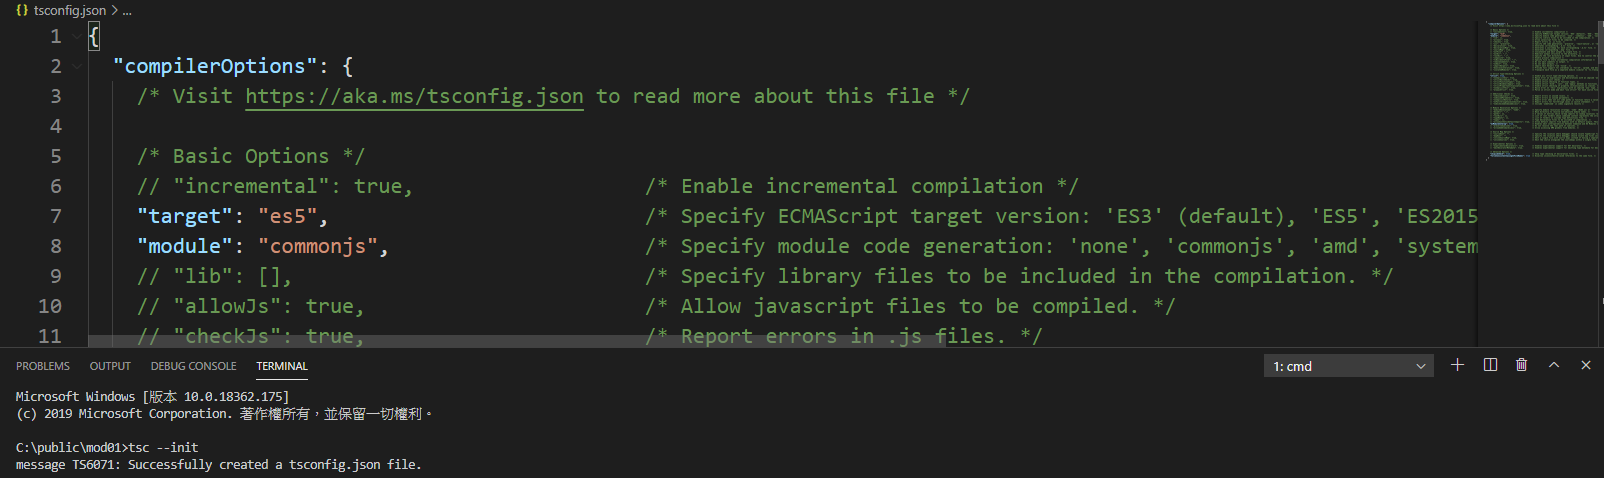 {} tsconfig.json > ...
1 {
2 "compilerOptions": {
3 /* Visit https://aka.ms/tsconfig.json to read more about this file */
4
5 /* Basic Options */
6 // "incremental": true, /* Enable incremental compilation */
7 "target": "es5", /* Specify ECMAScript target version: 'ES3' (default), 'ES5', 'ES2015
8 "module": "commonjs", /* Specify module code generation: 'none', 'commonjs', 'amd', 'system
9 // "lib": [], /* Specify library files to be included in the compilation. */
10 // "allowJs": true, /* Allow javascript files to be compiled. */
11 // "checkJs": true, /* Report errors in .js files. */
PROBLEMS OUTPUT DEBUG CONSOLE TERMINAL 1: cmd
Microsoft Windows [版本 10.0.18362.175]
(c) 2019 Microsoft Corporation. 著作權所有，並保留一切權利。
C:\public\mod01>tsc --init
message TS6071: Successfully created a tsconfig.json file.